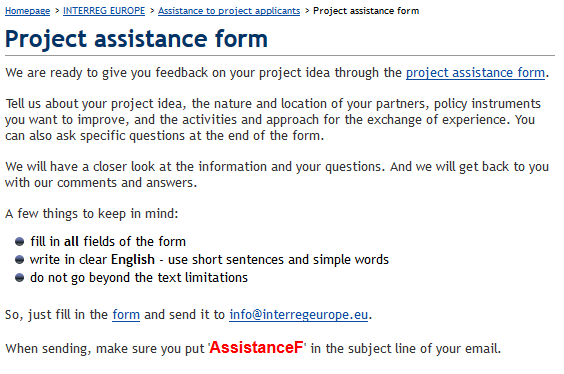 Homepage > INTERREG EUROPE > Assistance to project applicants > Project assistance form
Project assistance form
We are ready to give you feedback on your project idea through the project assistance form.
Tell us about your project idea, the nature and location of your partners, policy instruments
you want to improve, and the activities and approach for the exchange of experience. You
can also ask specific questions at the end of the form.
We will have a closer look at the information and your questions. And we will get back to you
with our comments and answers.
A few things to keep in mind:
fill in all fields of the form
write in clear English - use short sentences and simple words
do not go beyond the text limitations
So, just fill in the form and send it to info@interregeurope.eu.
When sending, make sure you put 'AssistanceF' in the subject line of your email.